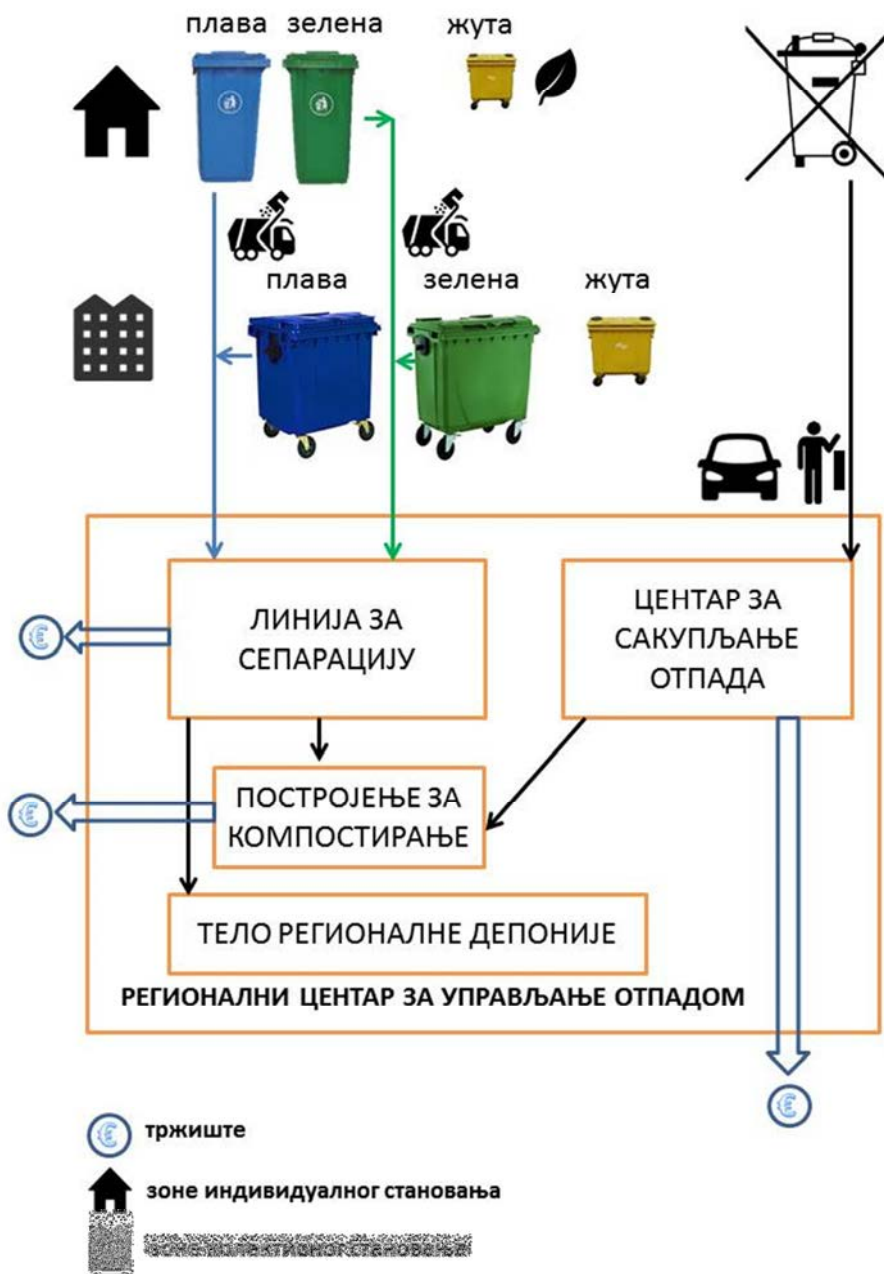 плава зелена жута
плава зелена жута
ЛИНИЈА ЗА
СЕПАРАЦИЈУ
ЦЕНТАР ЗА
САКУПЉАЊЕ
ОТПАДА
ПОСТРОЈЕЊЕ ЗА
КОМПОСТИРАЊЕ
ТЕЛО РЕГИОНАЛНЕ ДЕПОНИЈЕ
РЕГИОНАЛНИ ЦЕНТАР ЗА УПРАВЉАЊЕ ОТПАДОМ
тржиште
зоне индивидуалног становања